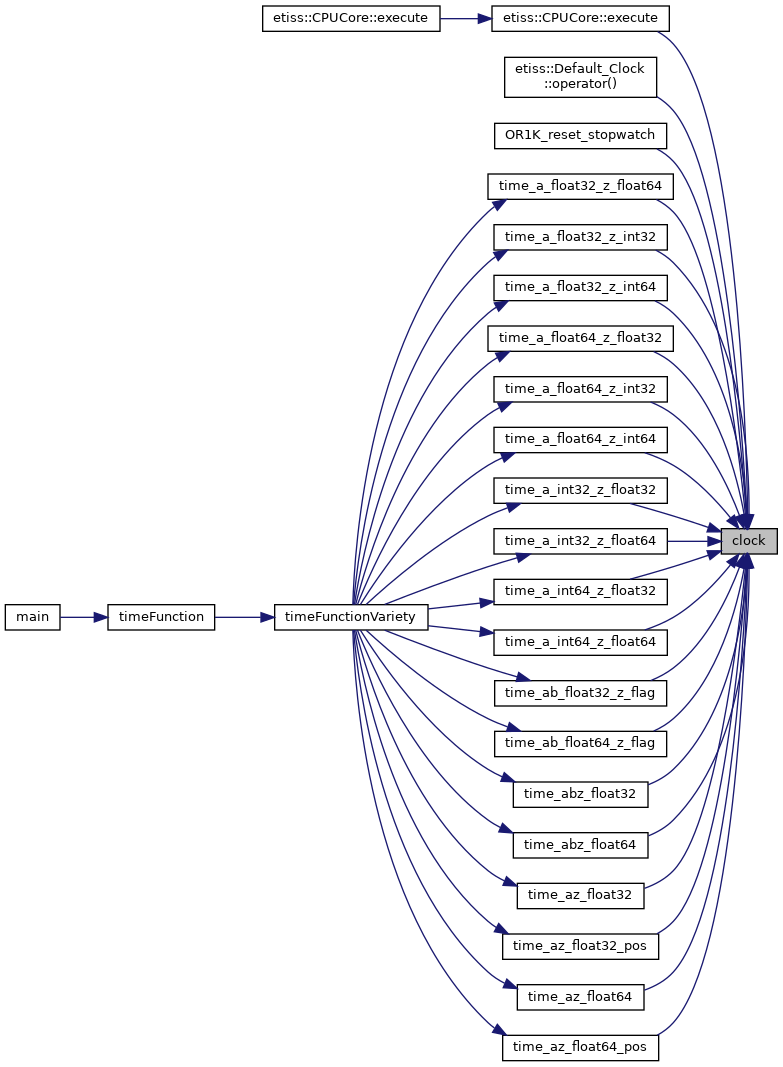 etiss::CPUCore::execute
etiss::CPUCore::execute
etiss::Default_Clock
::operator()
OR1K_reset_stopwatch
time_a_float32_z_float64
time_a_float32_z_int32
time_a_float32_z_int64
time_a_float64_z_float32
time_a_float64_z_int32
time_a_float64_z_int64
time_a_int32_z_float32
time_a_int32_z_float64
clock
time_a_int64_z_float32
main
timeFunction
timeFunctionVariety
time_a_int64_z_float64
time_ab_float32_z_flag
time_ab_float64_z_flag
time_abz_float32
time_abz_float64
time_az_float32
time_az_float32_pos
time_az_float64
time_az_float64_pos